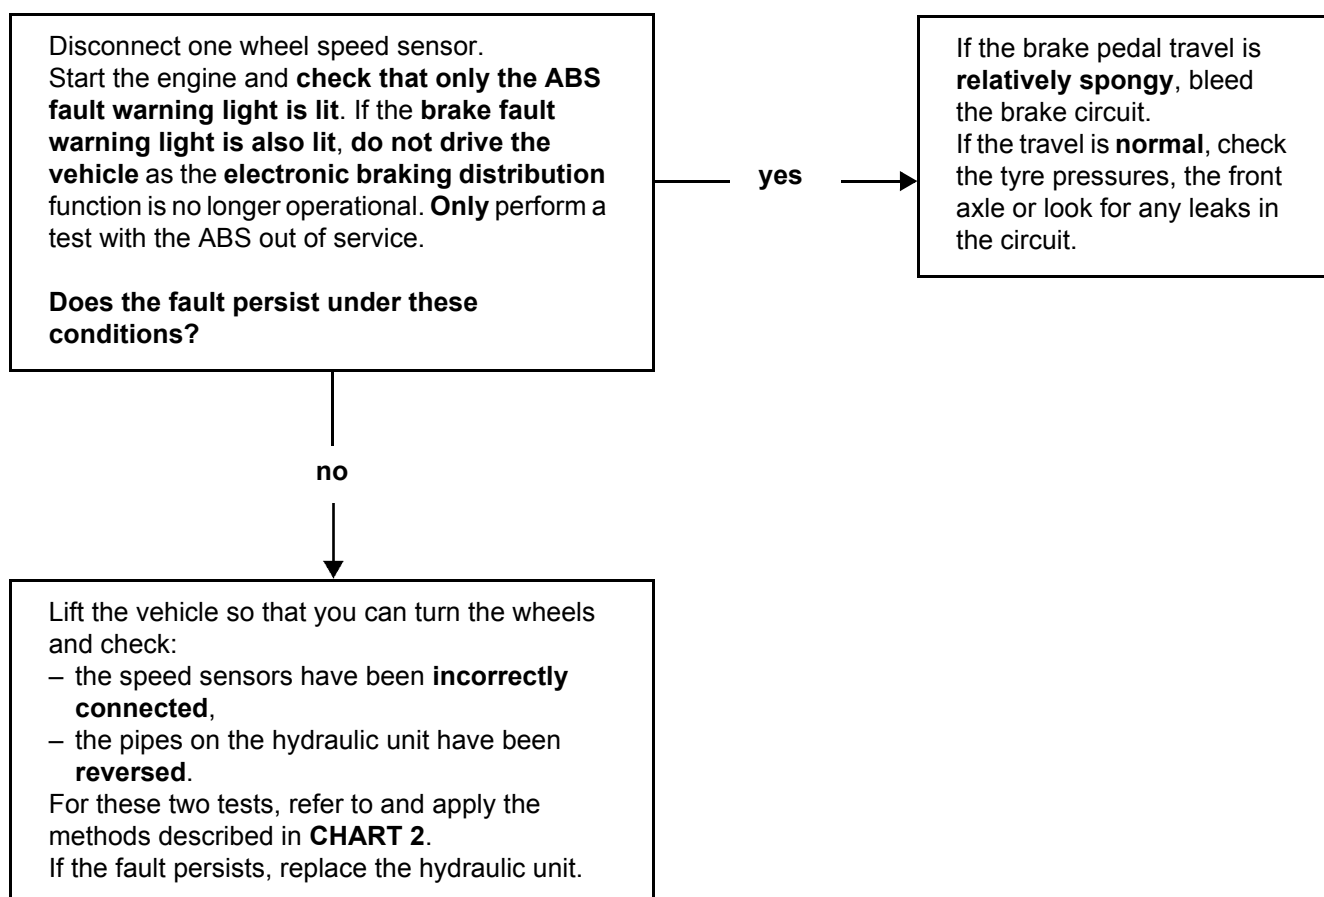 Disconnect one wheel speed sensor.
Start the engine and check that only the ABS
fault warning light is lit. If the brake fault
warning light is also lit, do not drive the
vehicle as the electronic braking distribution
function is no longer operational. Only perform a
test with the ABS out of service.
Does the fault persist under these
conditions?
yes
If the brake pedal travel is
relatively spongy, bleed
the brake circuit.
If the travel is normal, check
the tyre pressures, the front
axle or look for any leaks in
the circuit.
no
Lift the vehicle so that you can turn the wheels
and check:
– the speed sensors have been incorrectly
connected,
– the pipes on the hydraulic unit have been
reversed.
For these two tests, refer to and apply the
methods described in CHART 2.
If the fault persists, replace the hydraulic unit.